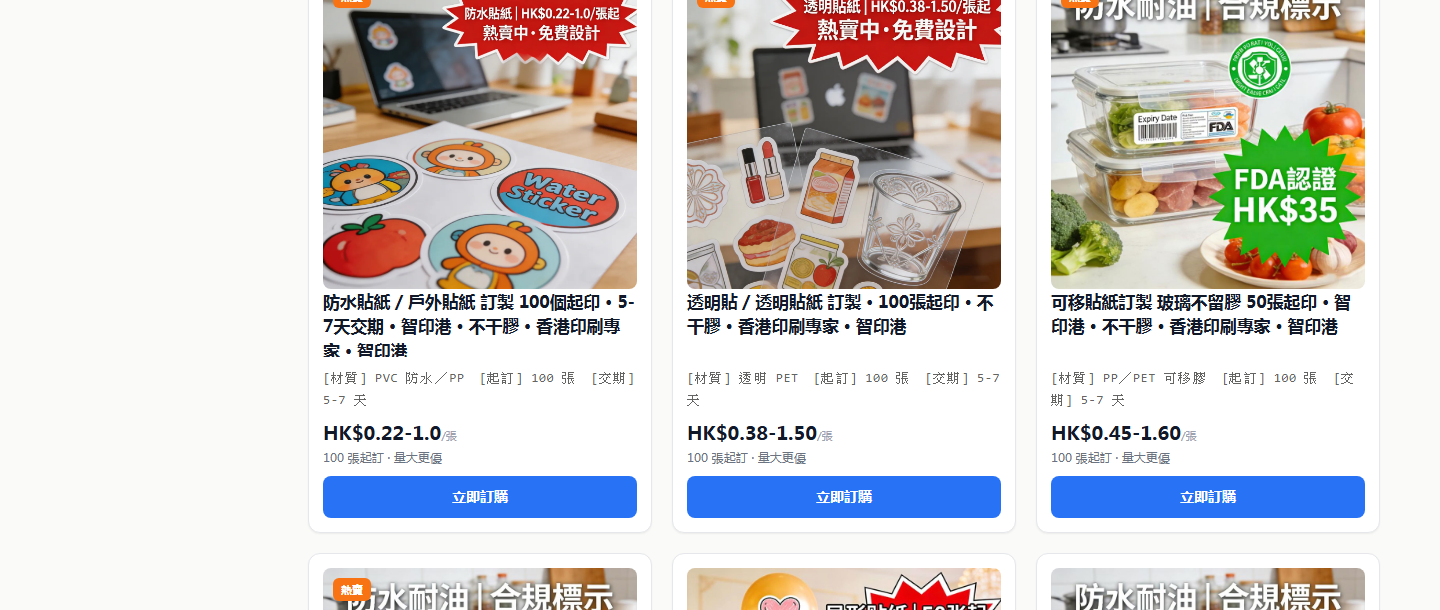 熱賣
防水貼紙 | HK$0.22-1.0/張起
熱賣中·免費設計
Water
Sticker
防水貼紙 / 戶外貼紙 訂製 100個起印 • 5-
7天交期 • 智印港 • 不干膠 • 香港印刷專
家 • 智印港
[材質] PVC 防水／PP [起訂] 100 張 [交期]
5-7 天
HK$0.22-1.0/張
100 張起訂 · 量大更優
立即訂購
熱賣
透明貼紙 | HK$0.38-1.50/張起
熱賣中·免費設計
透明貼 / 透明貼紙 訂製 • 100張起印 • 不
干膠 • 香港印刷專家 • 智印港
[材質] 透明 PET [起訂] 100 張 [交期] 5-7
天
HK$0.38-1.50/張
100 張起訂 · 量大更優
立即訂購
防水耐油 | 合規標示
Expiry Date
FDA
FDA認證
HK$35
可移貼紙訂製 玻璃不留膠 50張起印 • 智
印港 • 不干膠 • 香港印刷專家 • 智印港
[材質] PP／PET 可移膠 [起訂] 100 張 [交
期] 5-7 天
HK$0.45-1.60/張
100 張起訂 · 量大更優
立即訂購
熱賣
防水耐油 | 合規標示
防水耐油 | 合規標示